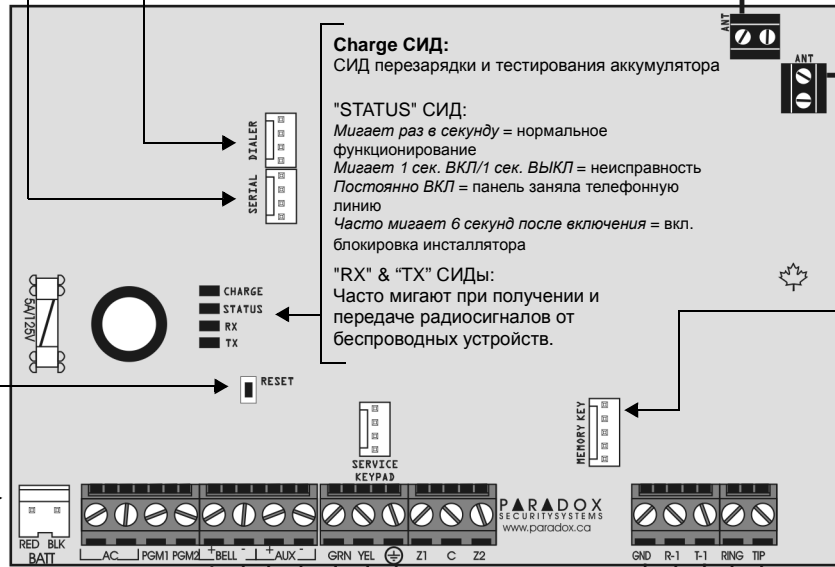 ANT
ANT
Charge СИД:
СИД перезарядки и тестирования аккумулятора
"STATUS" СИД:
Мигает раз в секунду = нормальное
функционирование
Мигает 1 сек. ВКЛ/1 сек. ВЫКЛ = неисправность
Постоянно ВКЛ = панель заняла телефонную
линию
Часто мигает 6 секунд после включения = вкл.
блокировка инсталлятора
"RX" & “TX” СИДы:
Часто мигают при получении и
передаче радиосигналов от
беспроводных устройств.
DIALER
SERIAL
5A/125V
CHARGE
STATUS
RX
TX
RESET
SERVICE
KEYPAD
MEMORY KEY
PARADOX
SECURITY SYSTEMS
www.paradox.ca
RED BLK
BATT
AC PGM1 PGM2 + BELL - + AUX - GRN YEL Z1 C Z2
GND R-1 T-1 RING TIP